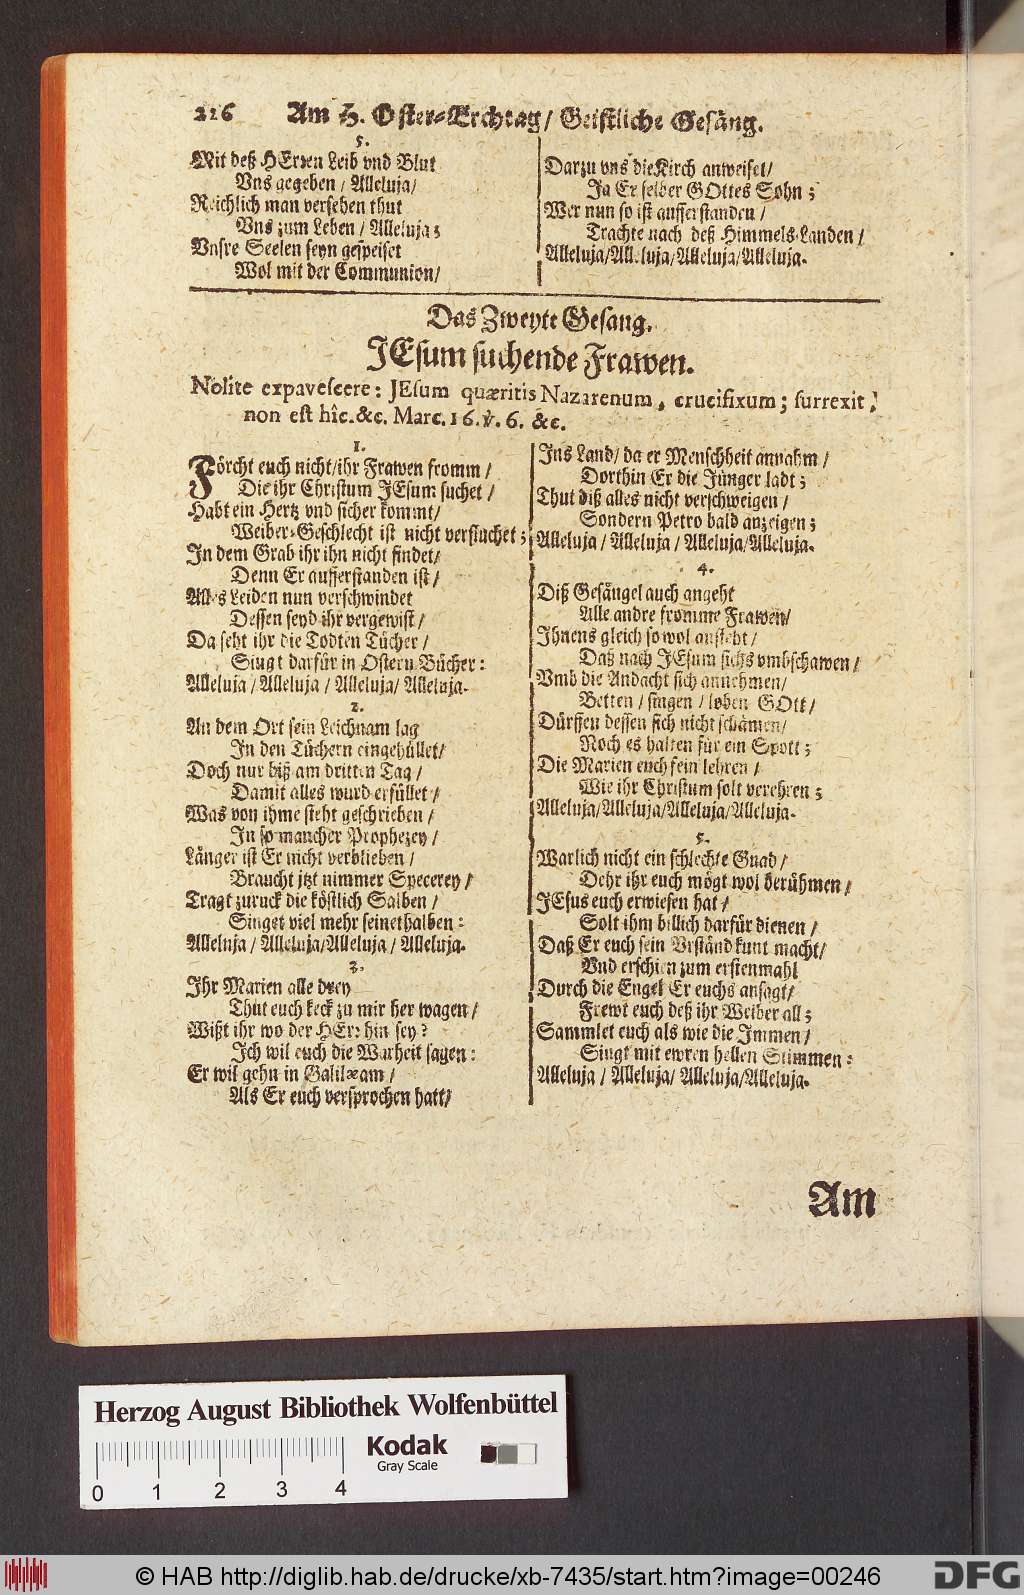 216 Am H. Oster-Erchtag/ Geistliche Gesäng.
5.
Mit deß HErren Leib vnd Blut
Vns gegeben / Alleluja/
Reichlich man versehen thut
Vns zum Leben / Alleluja;
Vnsre Seelen seyn gespeiset
Wol mit der Communion/
Darzu vns die Kirch anweiset/
Ja Er selber GOttes Sohn;
Wer nun so ist aufferstanden /
Trachte nach deß Himmels-Landen /
Alleluja/Alleluja/Alleluja/Alleluja.
Das Zweyte Gesang.
JEsum suchende Frawen.
Nolite expavescere: JEsum quæritis Nazarenum, crucifixum; surrexit,
non est hîc. &c. Marc. 16. v. 6. &c.
1.
Förcht euch nicht/ihr Frawen fromm /
Die ihr Christum JEsum suchet /
Habt ein Hertz vnd sicher kommt/
Weiber-Geschlecht ist nicht verfluchet;
In dem Grab ihr ihn nicht findet/
Denn Er aufferstanden ist /
Alles Leiden nun verschwindet
Dessen seyd ihr vergewist /
Da seht ihr die Todten Tücher /
Singt darfür in Ostern Bücher:
Alleluja / Alleluja / Alleluja/ Alleluja.
2.
An dem Ort sein Leichnam lag
In den Tüchern eingehüllet/
Doch nur biß am dritten Tag /
Damit alles wurd erfüllet /
Was von ihme steht geschrieben /
In so mancher Prophezey /
Länger ist Er nicht verblieben /
Braucht jtzt nimmer Specerey /
Tragt zuruck die köstlich Salben /
Singet viel mehr seinethalben:
Alleluja / Alleluja/Alleluja / Alleluja.
3.
Ihr Marien alle drey
Thut euch keck zu mir her wagen /
Wißt ihr wo der HErr hin sey?
Ich wil euch die Warheit sagen:
Er wil gehn in Galilæam /
Als Er euch versprochen hatt/
Ins Land/ da er Menschheit annahm /
Dorthin Er die Jünger ladt;
Thut diß alles nicht verschweigen /
Sondern Petro bald anzeigen;
Alleluja / Alleluja / Alleluja/Alleluja.
4.
Diß Gesängel auch angeht
Alle andre fromme Frawen/
Ihnens gleich so wol ansteht /
Daß nach JEsum sichs vmbschawen /
Vmb die Andacht sich annehmen/
Betten / singen / loben GOtt /
Dürffen dessen sich nicht schämen/
Noch es halten für ein Spott;
Die Marien euch fein lehren /
Wie ihr Christum solt verehren;
Alleluja/Alleluja/Alleluja/Alleluja.
5.
Warlich nicht ein schlechte Gnad /
Dehr ihr euch mögt wol berühmen /
JEsus euch erwiesen hat /
Solt ihm billich darfür dienen /
Daß Er euch sein Vrständ kunt macht/
Vnd erschien zum erstenmahl
Durch die Engel Er euchs ansagt/
Frewt euch deß ihr Weiber all;
Sammlet euch als wie die Immen /
Singt mit ewren hellen Stimmen:
Alleluja / Alleluja/ Alleluja/Alleluja.
Am
Herzog August Bibliothek Wolfenbüttel
Kodak
Gray Scale
0 1 2 3 4
© HAB http://diglib.hab.de/drucke/xb-7435/start.htm?image=00246
DFG